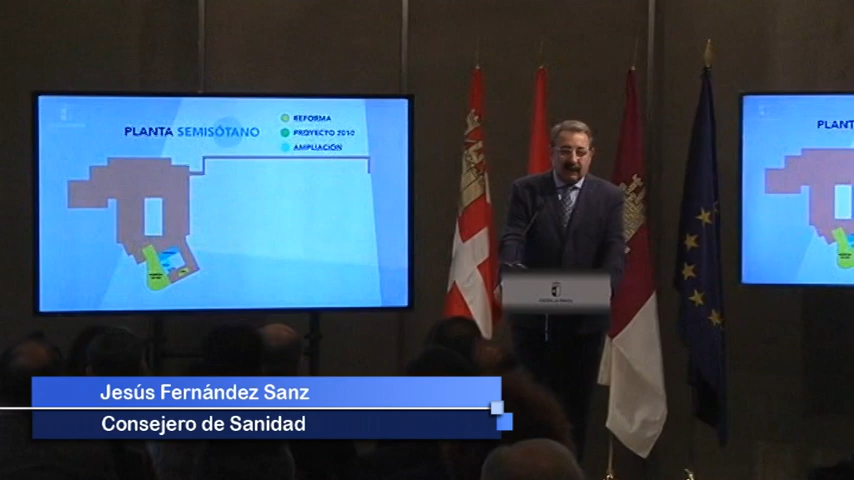 PLANTA SEMISÓTANO
REFORMA
PROYECTO 2010
AMPLIACIÓN
PLANT
Jesús Fernández Sanz
Consejero de Sanidad